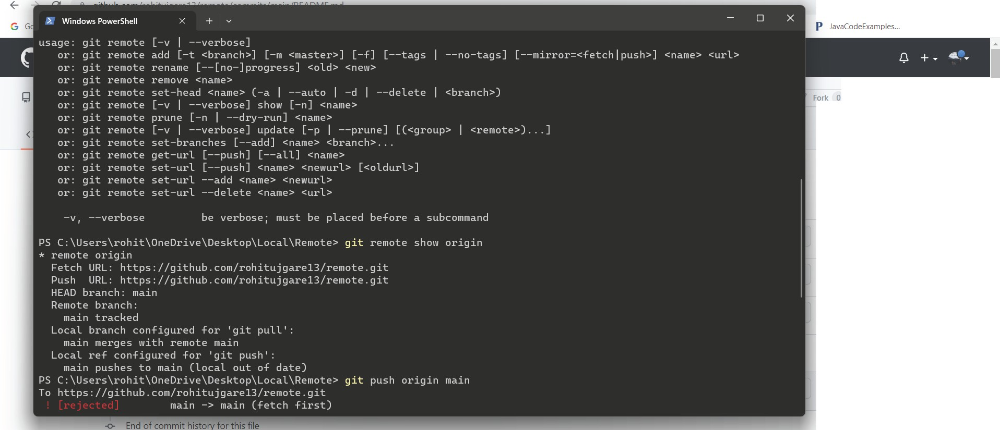 github.com/rohitujgare13/remote/commits/main/README.md
Windows PowerShell
G Go
P JavaCodeExamples...
Fork 0
usage: git remote [-v | --verbose]
or: git remote add [-t <branch>] [-m <master>] [-f] [--tags | --no-tags] [--mirror=<fetch|push>] <name> <url>
or: git remote rename [--[no-]progress] <old> <new>
or: git remote remove <name>
or: git remote set-head <name> (-a | --auto | -d | --delete | <branch>)
or: git remote [-v | --verbose] show [-n] <name>
or: git remote prune [-n | --dry-run] <name>
or: git remote [-v | --verbose] update [-p | --prune] [(<group> | <remote>)...]
or: git remote set-branches [--add] <name> <branch>...
or: git remote get-url [--push] [--all] <name>
or: git remote set-url [--push] <name> <newurl> [<oldurl>]
or: git remote set-url --add <name> <newurl>
or: git remote set-url --delete <name> <url>
-v, --verbose be verbose; must be placed before a subcommand
PS C:\Users\rohit\OneDrive\Desktop\Local\Remote> git remote show origin
* remote origin
Fetch URL: https://github.com/rohitujgare13/remote.git
Push  URL: https://github.com/rohitujgare13/remote.git
HEAD branch: main
Remote branch:
main tracked
Local branch configured for 'git pull':
main merges with remote main
Local ref configured for 'git push':
main pushes to main (local out of date)
PS C:\Users\rohit\OneDrive\Desktop\Local\Remote> git push origin main
To https://github.com/rohitujgare13/remote.git
! [rejected] main -> main (fetch first)
End of commit history for this file